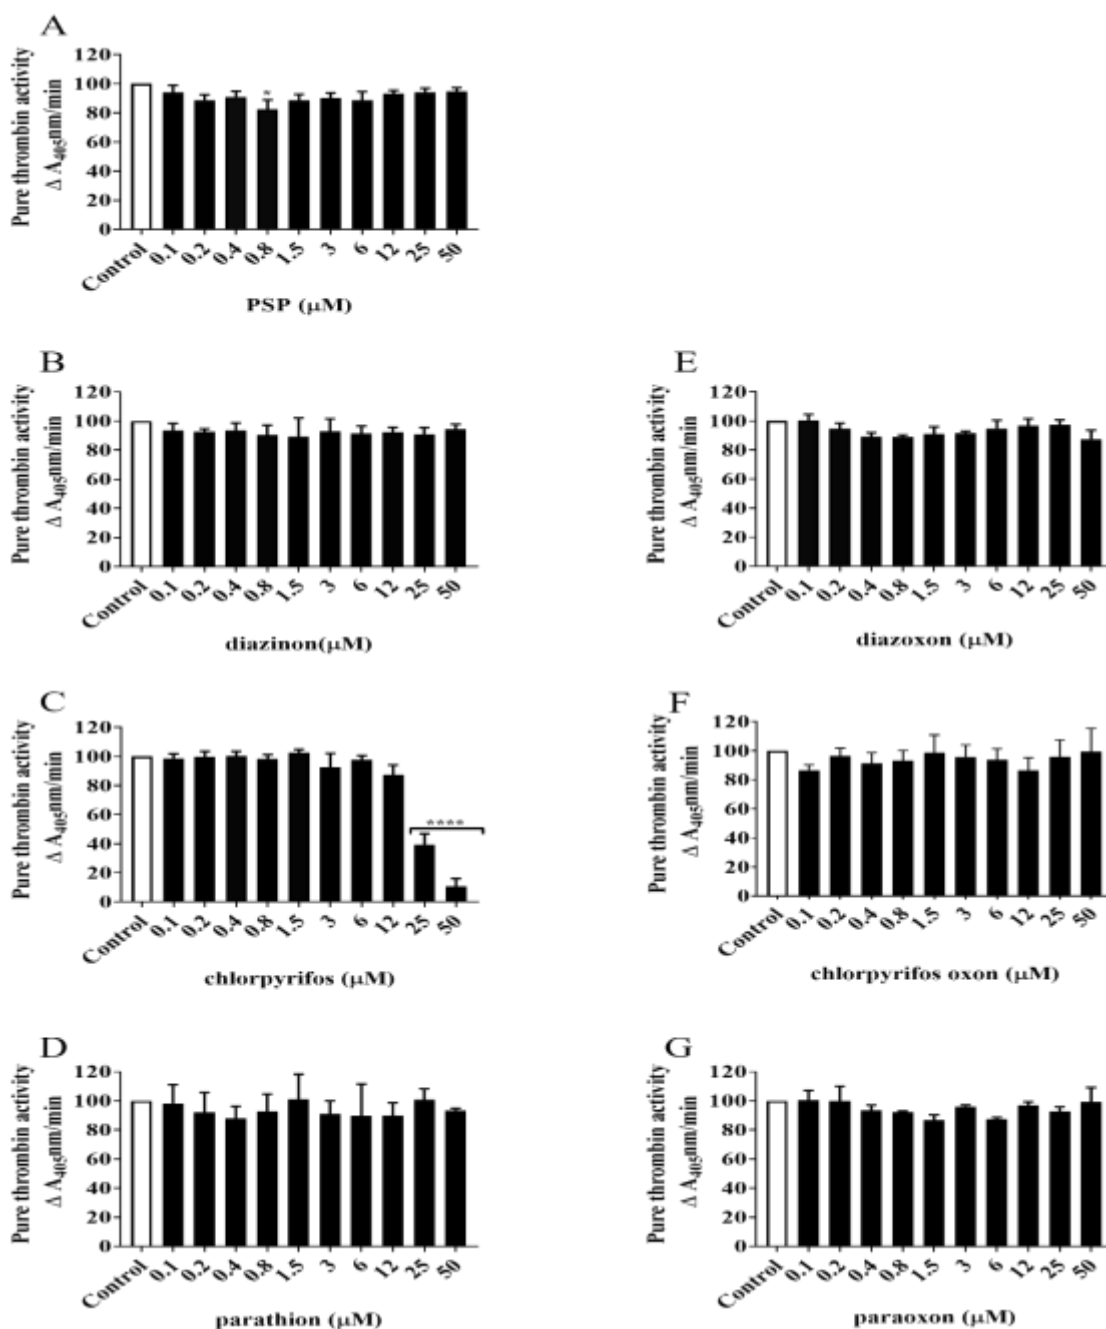 A
Pure thrombin activity
Δ A405nm/min
120
100
80
60
40
20
0
*
Control 0.1 0.2 0.4 0.8 1.5 3 6 12 25 50
PSP (μM)
B
Pure thrombin activity
Δ A405nm/min
120
100
80
60
40
20
0
Control 0.1 0.2 0.4 0.8 1.5 3 6 12 25 50
diazinon(μM)
E
Pure thrombin activity
Δ A405nm/min
120
100
80
60
40
20
0
Control 0.1 0.2 0.4 0.8 1.5 3 6 12 25 50
diazoxon (μM)
C
Pure thrombin activity
Δ A405nm/min
120
100
80
60
40
20
0
****
Control 0.1 0.2 0.4 0.8 1.5 3 6 12 25 50
chlorpyrifos (μM)
F
Pure thrombin activity
Δ A405nm/min
120
100
80
60
40
20
0
Control 0.1 0.2 0.4 0.8 1.5 3 6 12 25 50
chlorpyrifos oxon (μM)
D
Pure thrombin activity
Δ A405nm/min
120
100
80
60
40
20
0
Control 0.1 0.2 0.4 0.8 1.5 3 6 12 25 50
parathion (μM)
G
Pure thrombin activity
Δ A405nm/min
120
100
80
60
40
20
0
Control 0.1 0.2 0.4 0.8 1.5 3 6 12 25 50
paraoxon (μM)